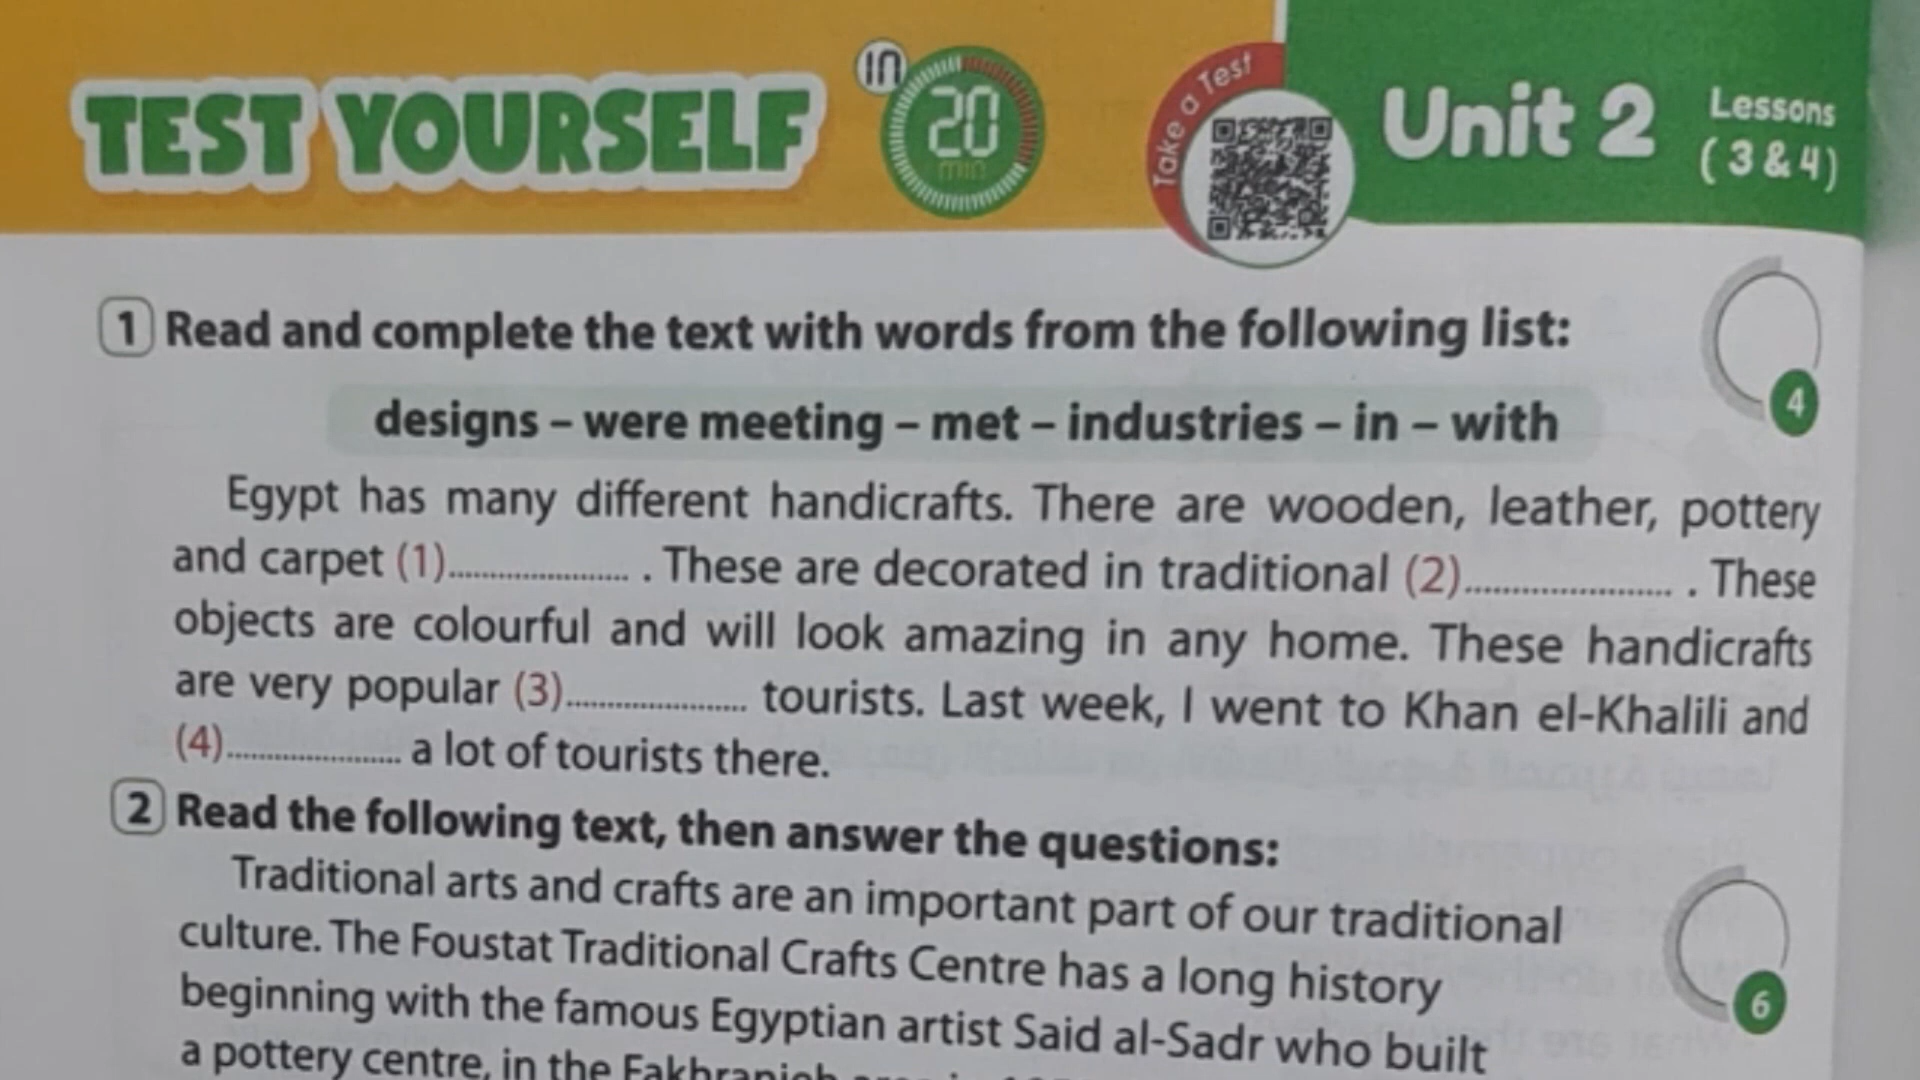 TEST YOURSELF
in 20 min
Take a Test
Unit 2
Lessons
(3 & 4)
1 Read and complete the text with words from the following list:
4
designs – were meeting – met – industries – in – with
Egypt has many different handicrafts. There are wooden, leather, pottery
and carpet (1).................... . These are decorated in traditional (2)....................... . These
objects are colourful and will look amazing in any home. These handicrafts
are very popular (3).................... tourists. Last week, I went to Khan el-Khalili and
(4).................... a lot of tourists there.
2 Read the following text, then answer the questions:
Traditional arts and crafts are an important part of our traditional
culture. The Foustat Traditional Crafts Centre has a long history
6
beginning with the famous Egyptian artist Said al-Sadr who built
a pottery centre, in the